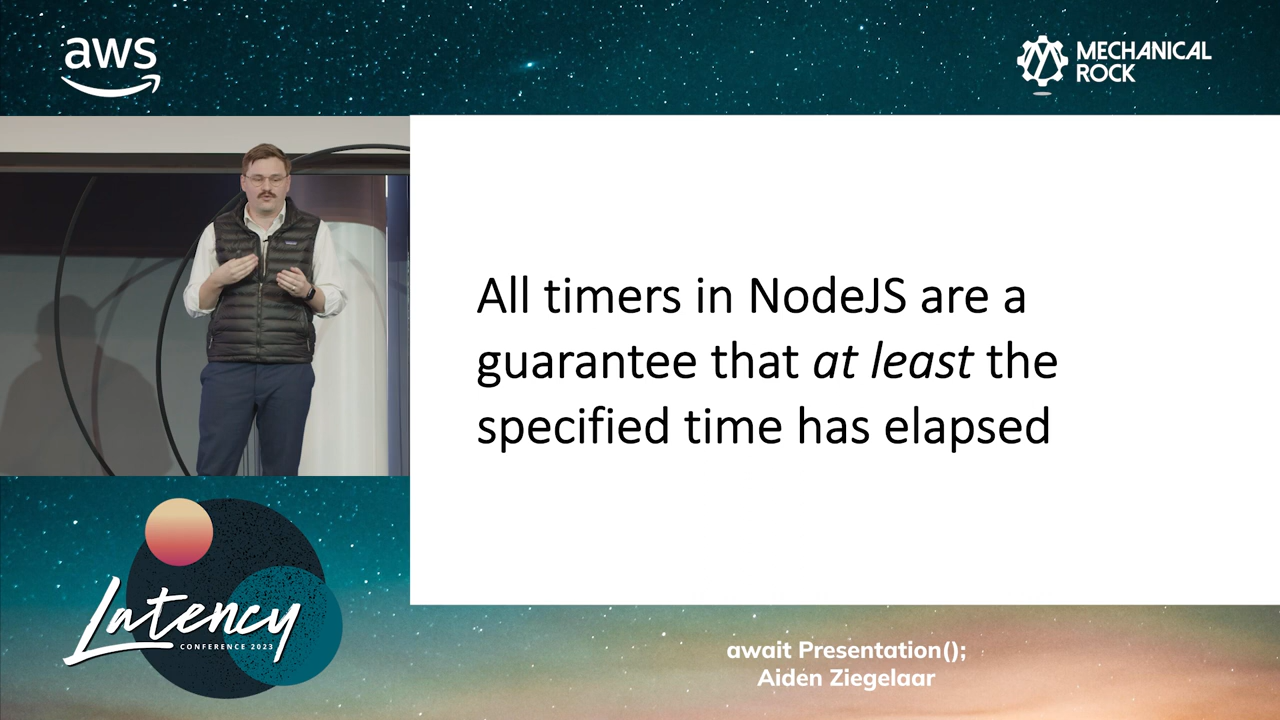 aws
MECHANICAL
ROCK
All timers in NodeJS are a
guarantee that at least the
specified time has elapsed
Latency
CONFERENCE 2023
await Presentation();
Aiden Ziegelaar